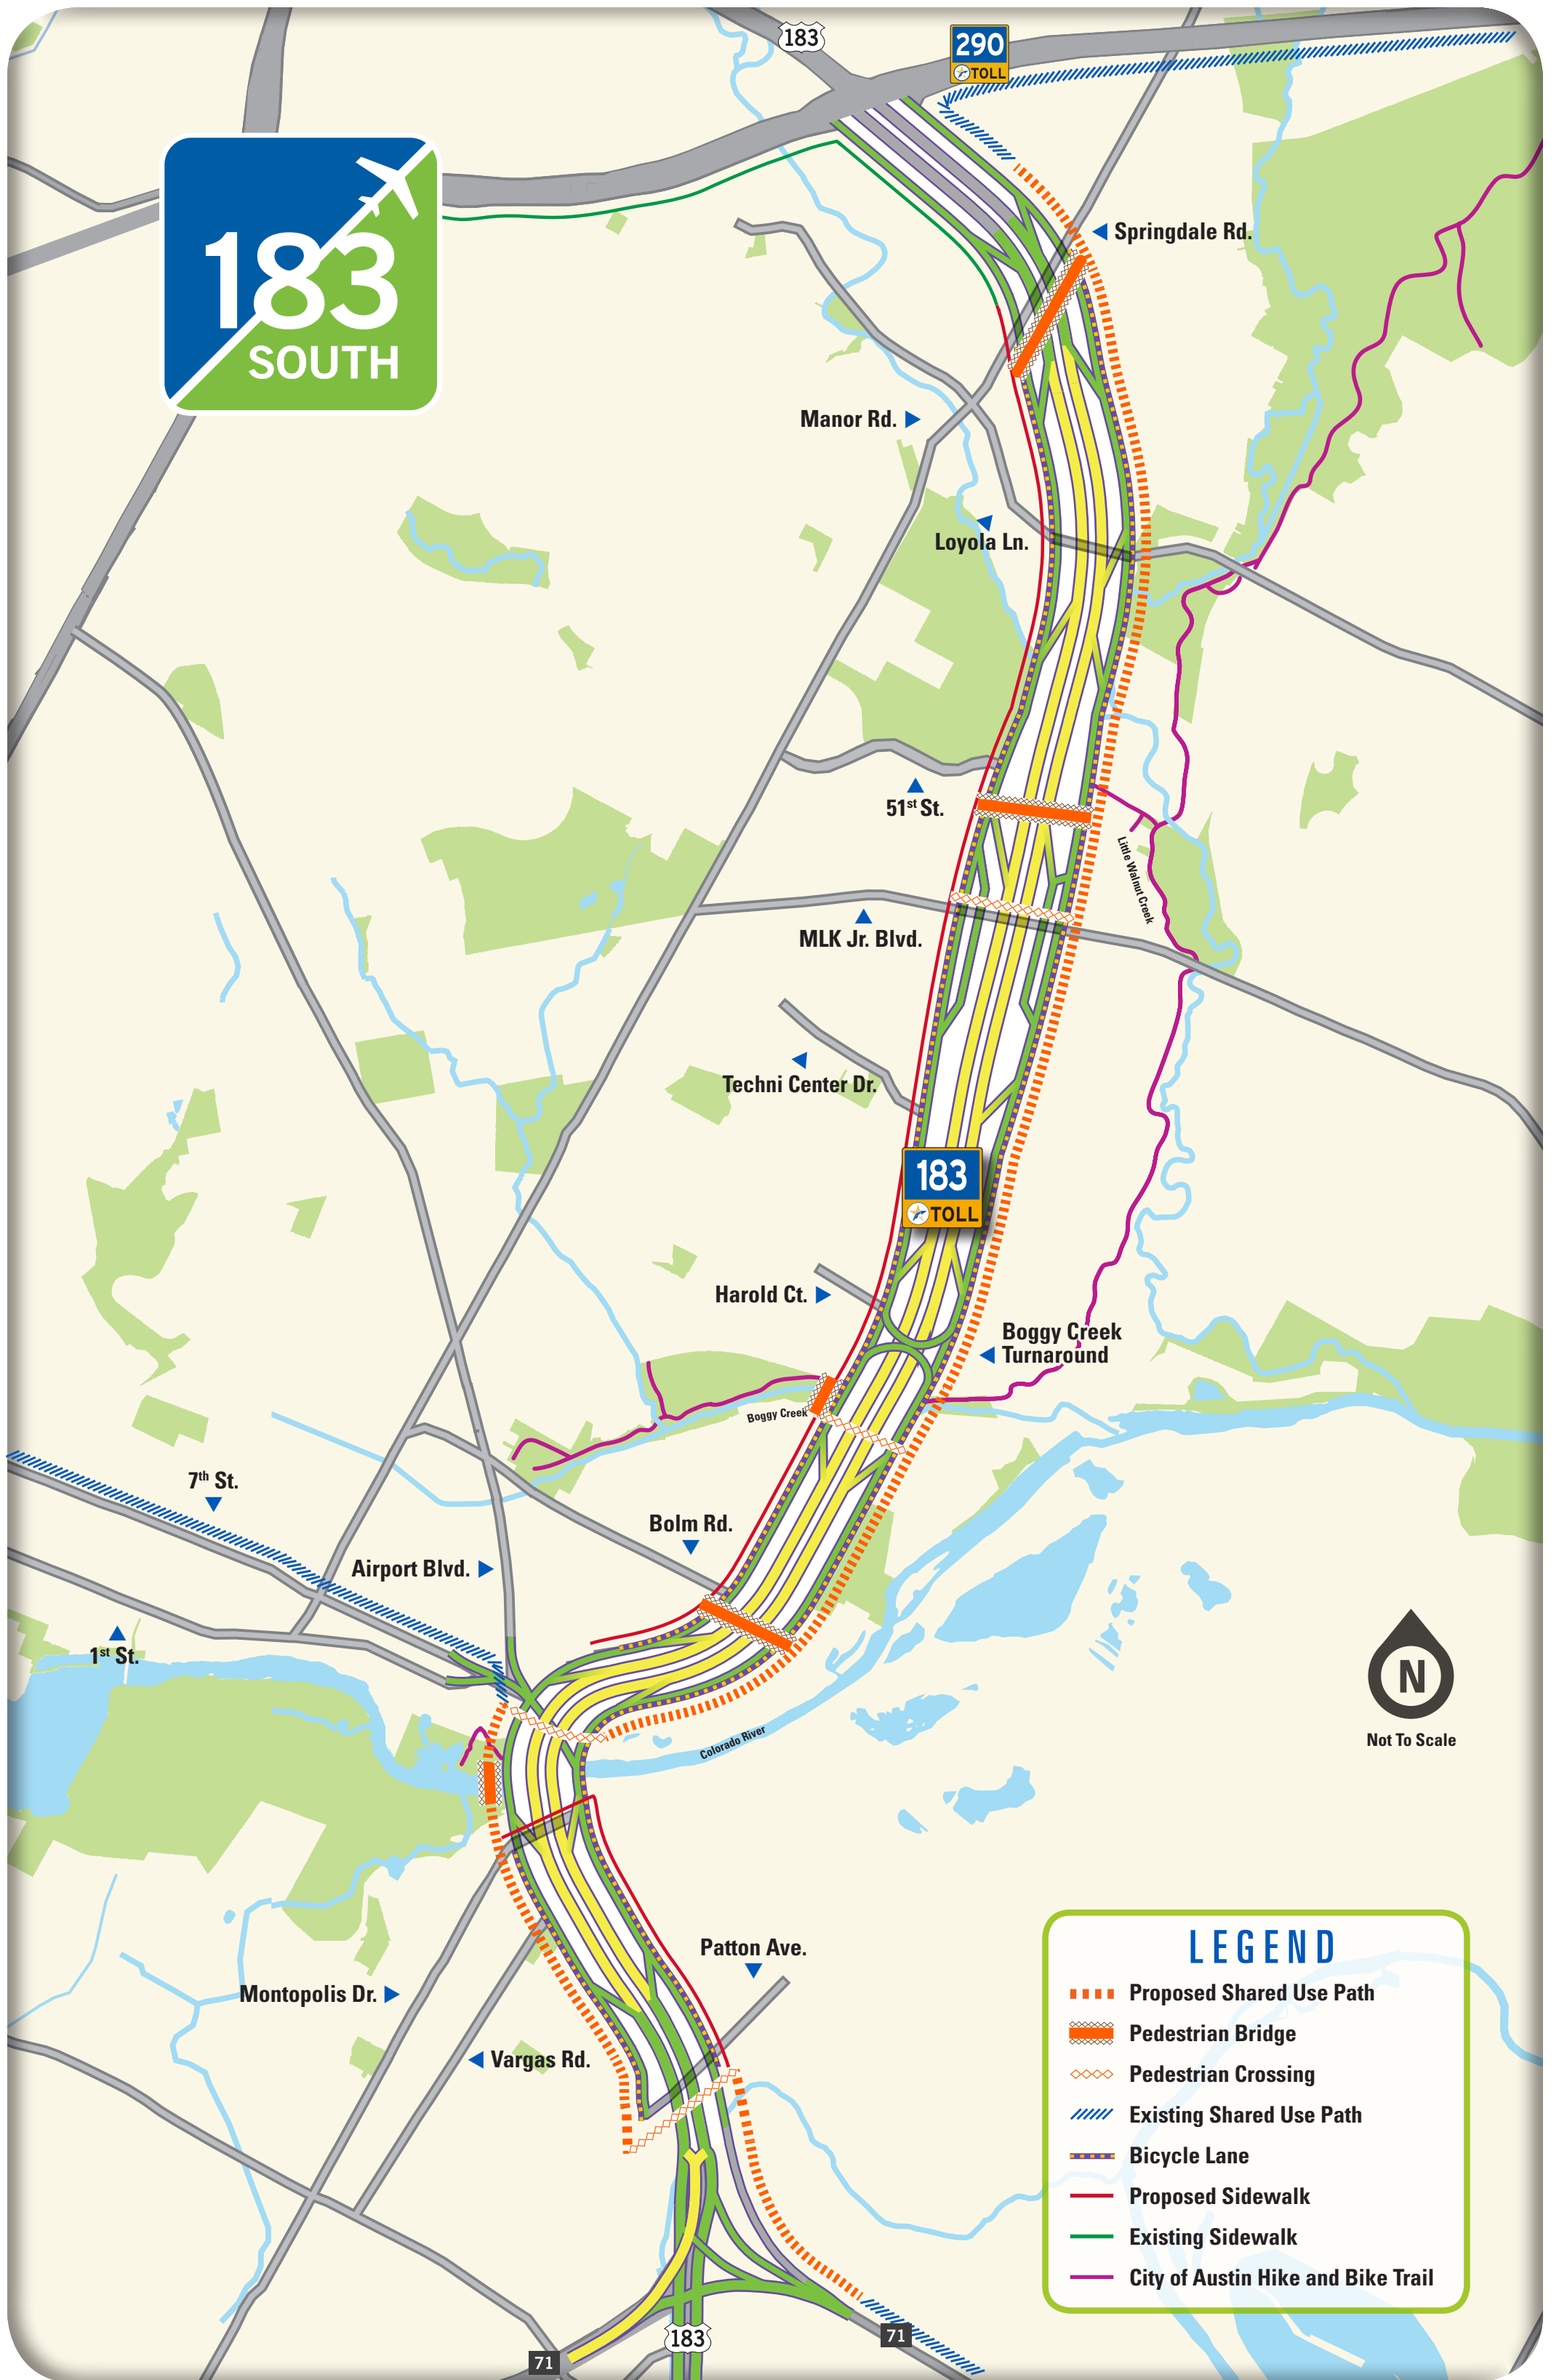 183
290
TOLL
183
SOUTH
Springdale Rd.
Manor Rd.
Loyola Ln.
51st St.
Little Walnut Creek
MLK Jr. Blvd.
Techni Center Dr.
183
TOLL
Harold Ct.
Boggy Creek
Turnaround
Boggy Creek
7th St.
Bolm Rd.
Airport Blvd.
1st St.
N
Not To Scale
Colorado River
Patton Ave.
Montopolis Dr.
Vargas Rd.
LEGEND
Proposed Shared Use Path
Pedestrian Bridge
Pedestrian Crossing
Existing Shared Use Path
Bicycle Lane
Proposed Sidewalk
Existing Sidewalk
City of Austin Hike and Bike Trail
183
71
71